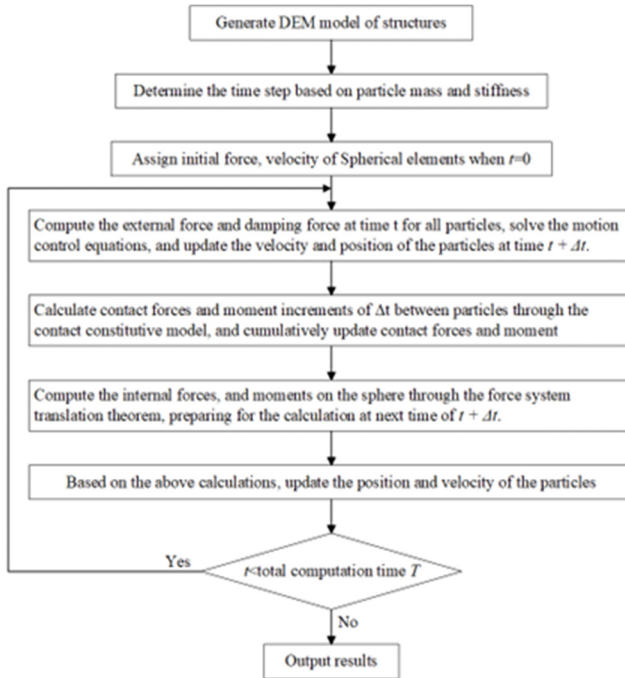 Generate DEM model of structures
Determine the time step based on particle mass and stiffness
Assign initial force, velocity of Spherical elements when t=0
Compute the external force and damping force at time t for all particles, solve the motion
control equations, and update the velocity and position of the particles at time t + Δt.
Calculate contact forces and moment increments of Δt between particles through the
contact constitutive model, and cumulatively update contact forces and moment
Compute the internal forces, and moments on the sphere through the force system
translation theorem, preparing for the calculation at next time of t + Δt.
Based on the above calculations, update the position and velocity of the particles
Yes
t<total computation time T
No
Output results